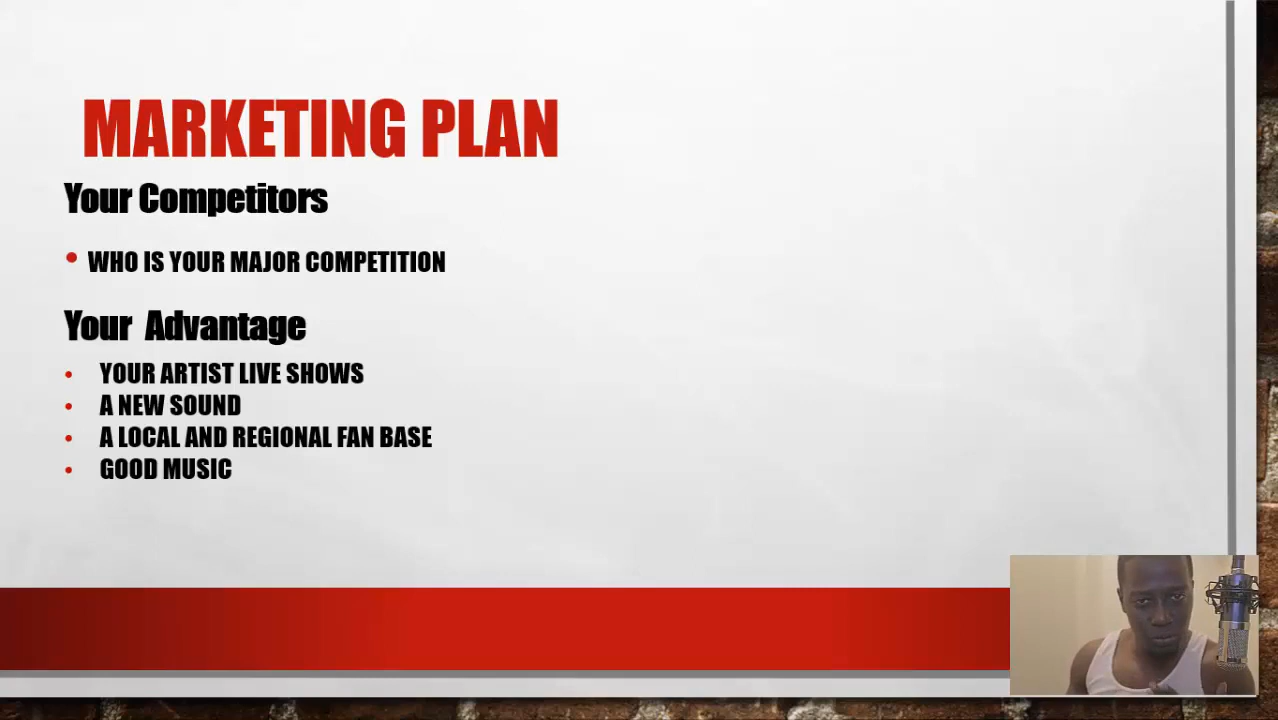 MARKETING PLAN
Your Competitors
• WHO IS YOUR MAJOR COMPETITION
Your Advantage
• YOUR ARTIST LIVE SHOWS
• A NEW SOUND
• A LOCAL AND REGIONAL FAN BASE
• GOOD MUSIC